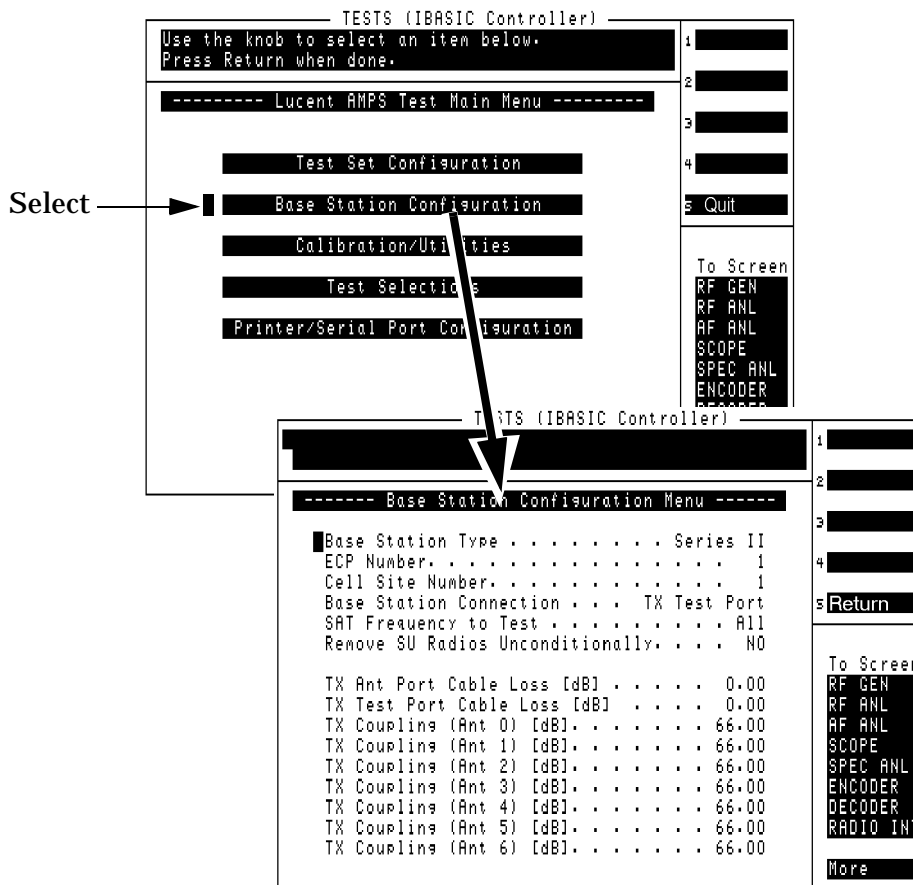 TESTS (IBASIC Controller)
Use the knob to select an item below.
Press Return when done.
--------- Lucent AMPS Test Main Menu ---------
Test Set Configuration
Select
Base Station Configuration
Calibration/Utilities
Test Selections
Printer/Serial Port Configuration
1
2
3
4
5 Quit
To Screen
RF GEN
RF ANL
AF ANL
SCOPE
SPEC ANL
ENCODER
TESTS (IBASIC Controller)
------- Base Station Configuration Menu ------
Base Station Type . . . . . . . . Series II
ECP Number. . . . . . . . . . . . . . . 1
Cell Site Number. . . . . . . . . . . . 1
Base Station Connection . . . TX Test Port
SAT Frequency to Test . . . . . . . . . All
Remove SU Radios Unconditionally. . . . NO
TX Ant Port Cable Loss [dB] . . . . . 0.00
TX Test Port Cable Loss [dB] . . . . 0.00
TX Coupling (Ant 0) [dB]. . . . . . . 66.00
TX Coupling (Ant 1) [dB]. . . . . . . 66.00
TX Coupling (Ant 2) [dB]. . . . . . . 66.00
TX Coupling (Ant 3) [dB]. . . . . . . 66.00
TX Coupling (Ant 4) [dB]. . . . . . . 66.00
TX Coupling (Ant 5) [dB]. . . . . . . 66.00
TX Coupling (Ant 6) [dB]. . . . . . . 66.00
1
2
3
4
5 Return
To Screen
RF GEN
RF ANL
AF ANL
SCOPE
SPEC ANL
ENCODER
DECODER
RADIO INT
More